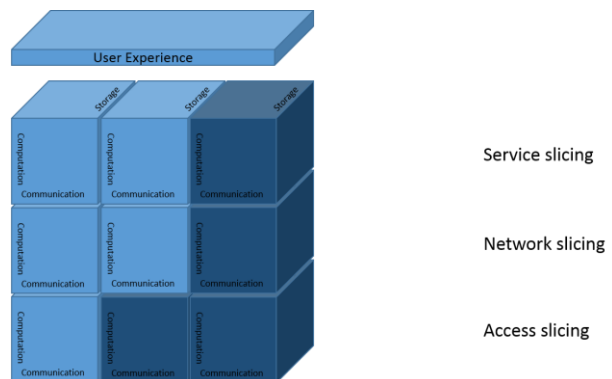 User Experience
Storage
Storage
Storage
Computation
Communication
Computation
Communication
Computation
Communication
Service slicing
Computation
Communication
Computation
Communication
Computation
Communication
Network slicing
Computation
Communication
Computation
Communication
Computation
Communication
Access slicing